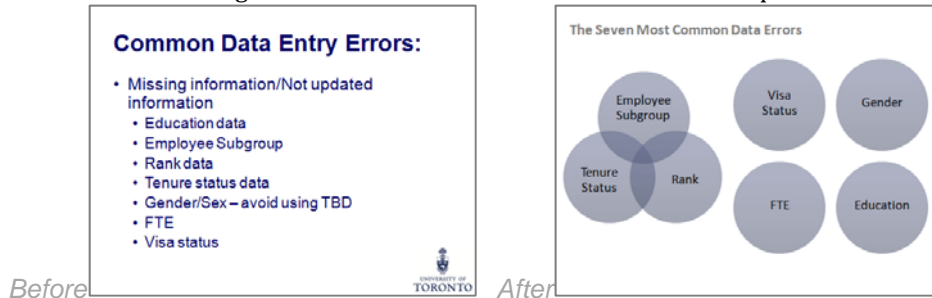 Common Data Entry Errors:
• Missing information/Not updated
information
• Education data
• Employee Subgroup
• Rank data
• Tenure status data
• Gender/Sex – avoid using TBD
• FTE
• Visa status
UNIVERSITY OF
TORONTO
Before
The Seven Most Common Data Errors
Employee
Subgroup
Tenure
Status
Rank
Visa
Status
Gender
FTE
Education
After